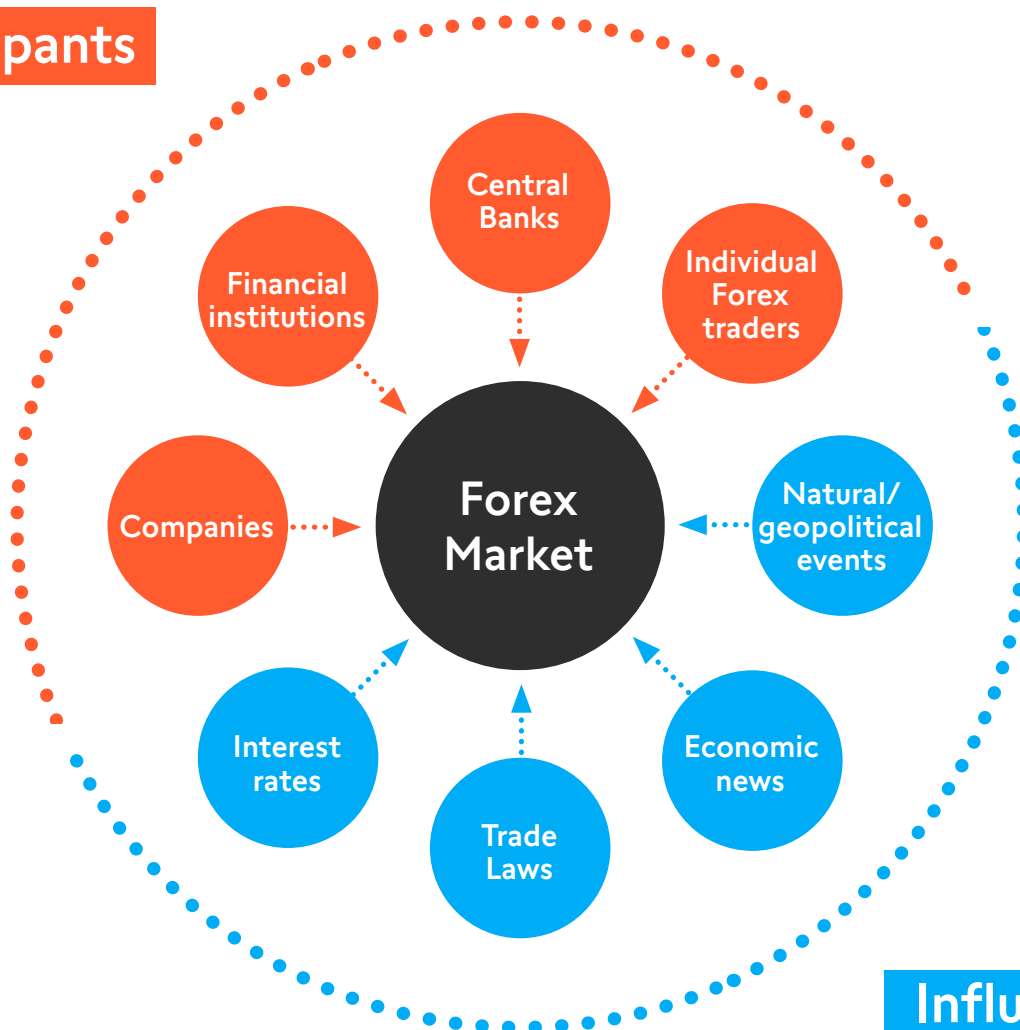 pants
Central
Banks
Financial
institutions
Individual
Forex
traders
Companies
Forex
Market
Natural/
geopolitical
events
Interest
rates
Trade
Laws
Economic
news
Influ